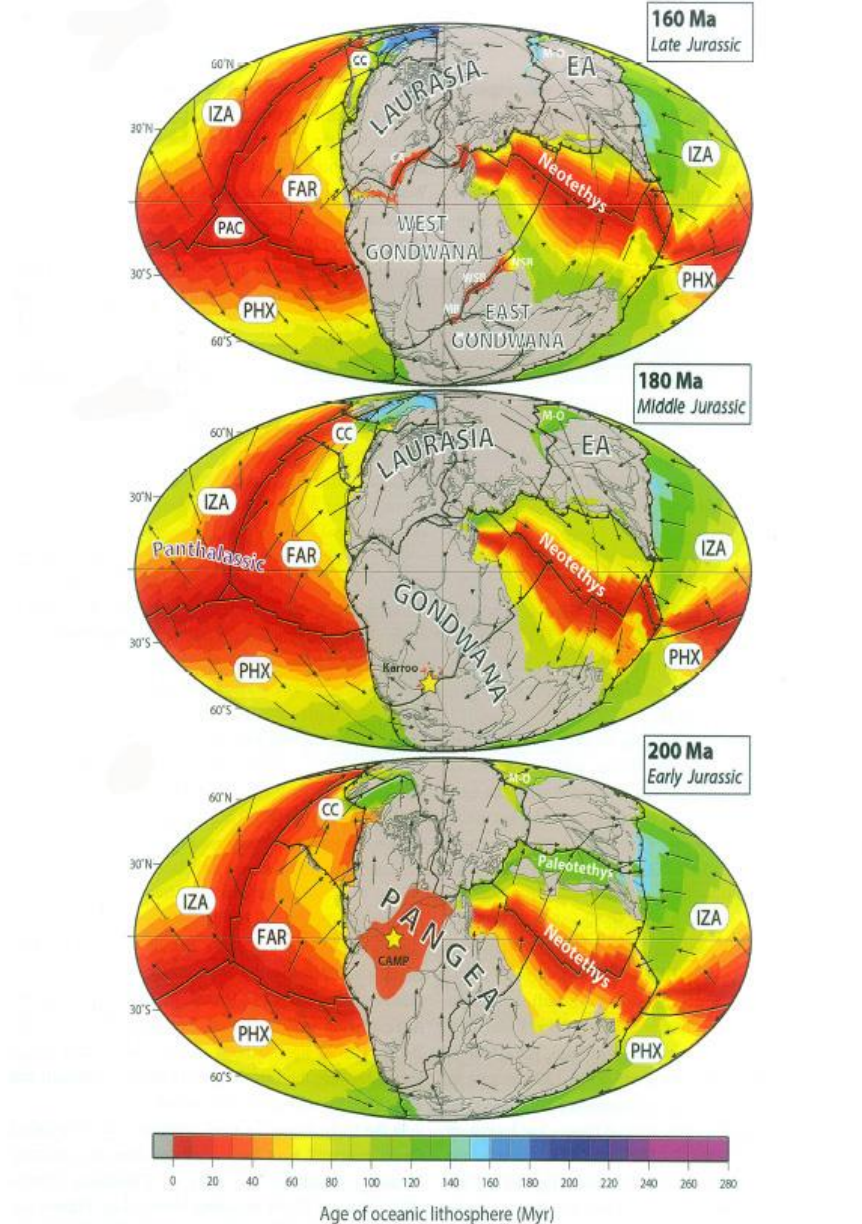 160 Ma
Late Jurassic
60°N
CC
LAURASIA
M-O
EA
IZA
30°N
IZA
CA
Neotethys
FAR
PAC
WEST
GONDWANA
NSB
WSB
30°S
PHX
MB
EAST
GONDWANA
PHX
60°S
180 Ma
Middle Jurassic
M-O
60°N
CC
LAURASIA
EA
IZA
30°N
Panthalassic
FAR
Neotethys
IZA
GONDWANA
30°S
PHX
Karroo
PHX
60°S
200 Ma
Early Jurassic
M-O
60°N
CC
30°N
Paleotethys
IZA
PANGEA
IZA
FAR
CAMP
Neotethys
30°S
PHX
PHX
60°S
0 20 40 60 80 100 120 140 160 180 200 220 240 260 280
Age of oceanic lithosphere (Myr)